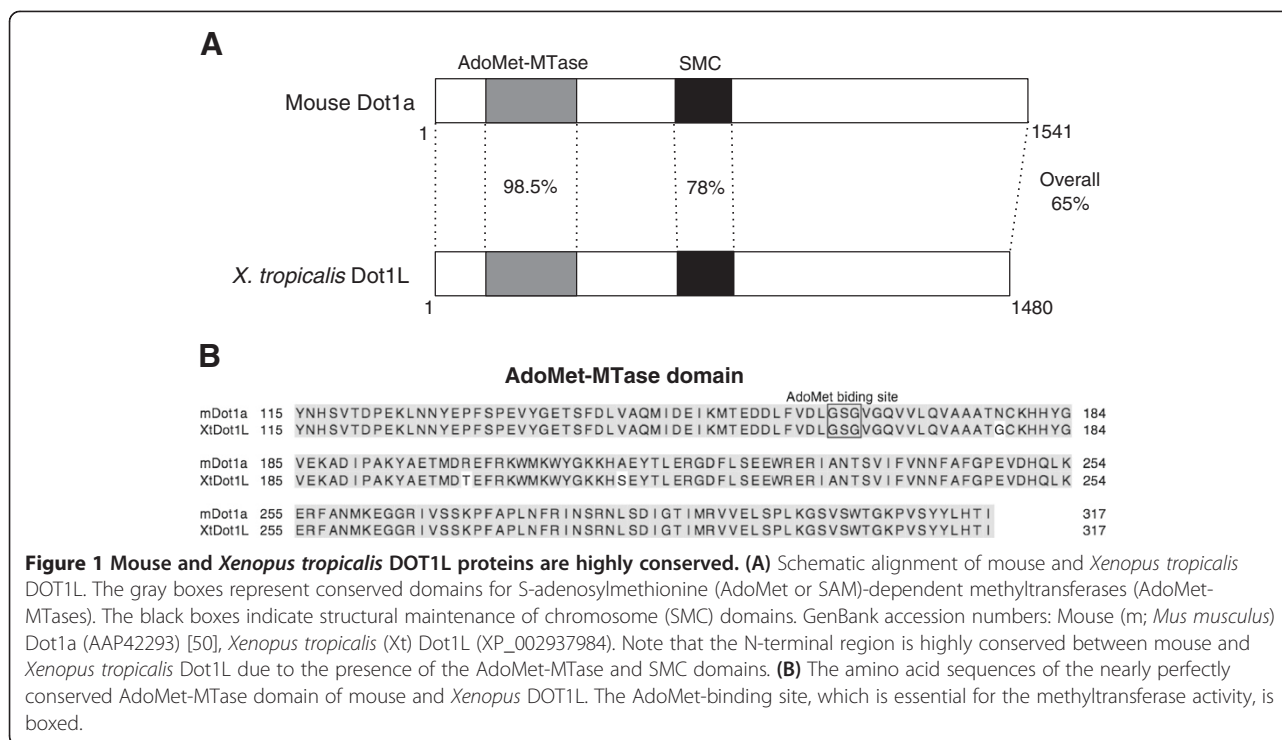 A
AdoMet-MTase SMC
Mouse Dot1a
1 1541
98.5% 78% Overall
65%
X. tropicalis Dot1L
1 1480
B
AdoMet-MTase domain
AdoMet biding site
mDot1a 115 YNHSVTDPEKLNNYEPFSPEVYGETSFDLVAQMIDEIKMTEDDLFVDLGSGVGQVVLQVAAATNCKHHYG 184
XtDot1L 115 YNHSVTDPEKLNNYEPFSPEVYGETSFDLVAQMIDEIKMTEDDLFVDLGSGVGQVVLQVAAATGCKHHYG 184
mDot1a 185 VEKADIPAKYAETMDREFRKWMKWYGKKHAEYTLERGDFLSEEWRERIANTSVIFVNNFAFGPEVDHQLK 254
XtDot1L 185 VEKADIPAKYAETMDTEFRKWMKWYGKKHSEYTLERGDFLSEEWRERIANTSVIFVNNFAFGPEVDHQLK 254
mDot1a 255 ERFANMKEGGRIVSSKPFAPLNFRINSRNLSDIGTIMRVVELSPLKGSVSWTGKPVSYYLHTI 317
XtDot1L 255 ERFANMKEGGRIVSSKPFAPLNFRINSRNLSDIGTIMRVVELSPLKGSVSWTGKPVSYYLHTI 317
Figure 1 Mouse and Xenopus tropicalis DOT1L proteins are highly conserved. (A) Schematic alignment of mouse and Xenopus tropicalis
DOT1L. The gray boxes represent conserved domains for S-adenosylmethionine (AdoMet or SAM)-dependent methyltransferases (AdoMet-
MTases). The black boxes indicate structural maintenance of chromosome (SMC) domains. GenBank accession numbers: Mouse (m; Mus musculus)
Dot1a (AAP42293) [50], Xenopus tropicalis (Xt) Dot1L (XP_002937984). Note that the N-terminal region is highly conserved between mouse and
Xenopus tropicalis Dot1L due to the presence of the AdoMet-MTase and SMC domains. (B) The amino acid sequences of the nearly perfectly
conserved AdoMet-MTase domain of mouse and Xenopus DOT1L. The AdoMet-binding site, which is essential for the methyltransferase activity, is
boxed.